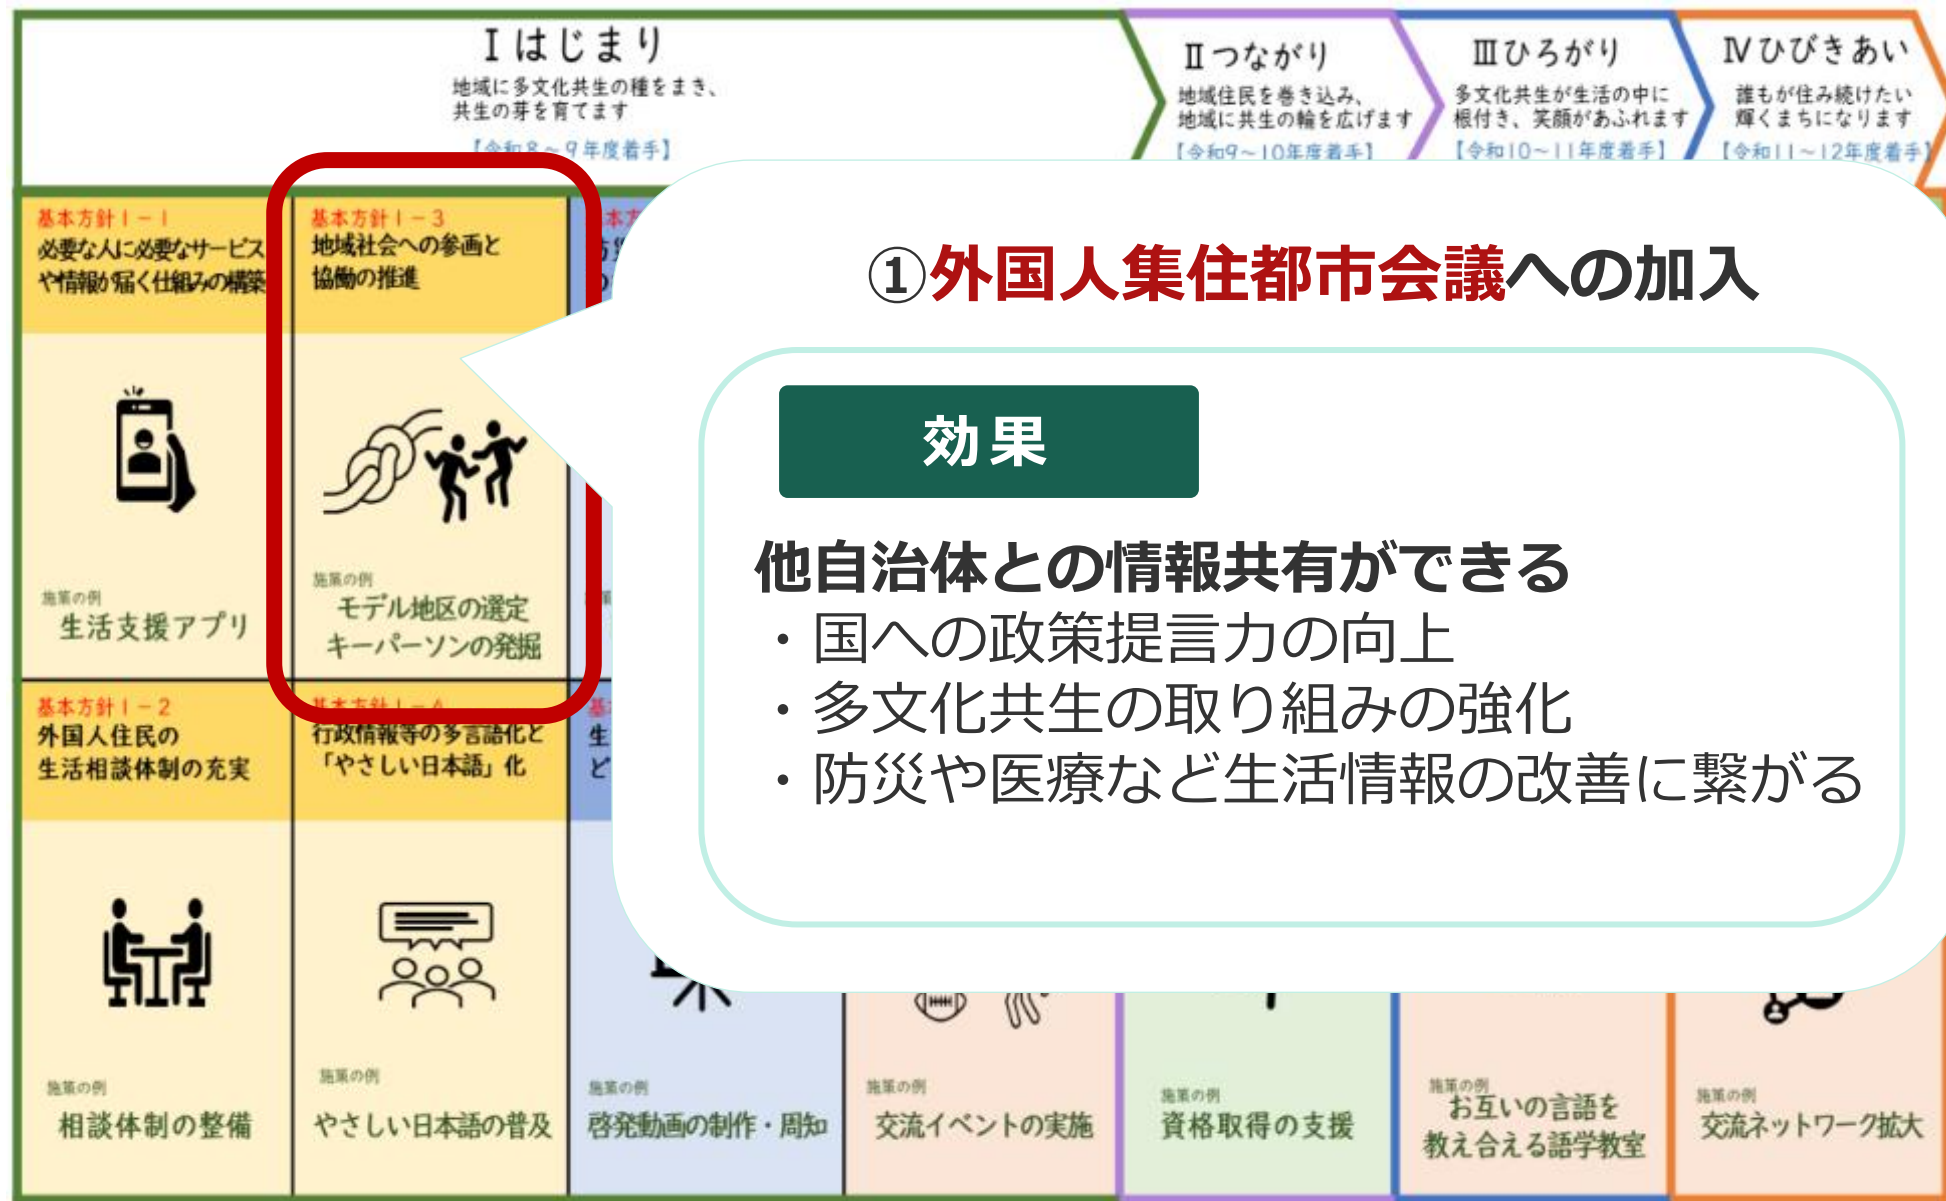 Ⅰはじまり
地域に多文化共生の種をまき、
共生の芽を育てます
【令和8~9年度着手】
Ⅱつながり
地域住民を巻き込み、
地域に共生の輪を広げます
【令和9~10年度着手】
Ⅲひろがり
多文化共生が生活の中に
根付き、笑顔があふれます
【令和10~11年度着手】
Ⅳひびきあい
誰もが住み続けたい
輝くまちになります
【令和11~12年度着手】
基本方針1-1
必要な人に必要なサービス
や情報が届く仕組みの構築
施策の例
生活支援アプリ
基本方針1-3
地域社会への参画と
協働の推進
施策の例
モデル地区の選定
キーパーソンの発掘
①外国人集住都市会議への加入
効果
他自治体との情報共有ができる
・国への政策提言力の向上
・多文化共生の取り組みの強化
・防災や医療など生活情報の改善に繋がる
基本方針1-2
外国人住民の
生活相談体制の充実
施策の例
相談体制の整備
基本方針1-4
行政情報等の多言語化と
「やさしい日本語」化
施策の例
やさしい日本語の普及
生
ど
施策の例
啓発動画の制作・周知
施策の例
交流イベントの実施
施策の例
資格取得の支援
施策の例
お互いの言語を
教え合える語学教室
施策の例
交流ネットワーク拡大